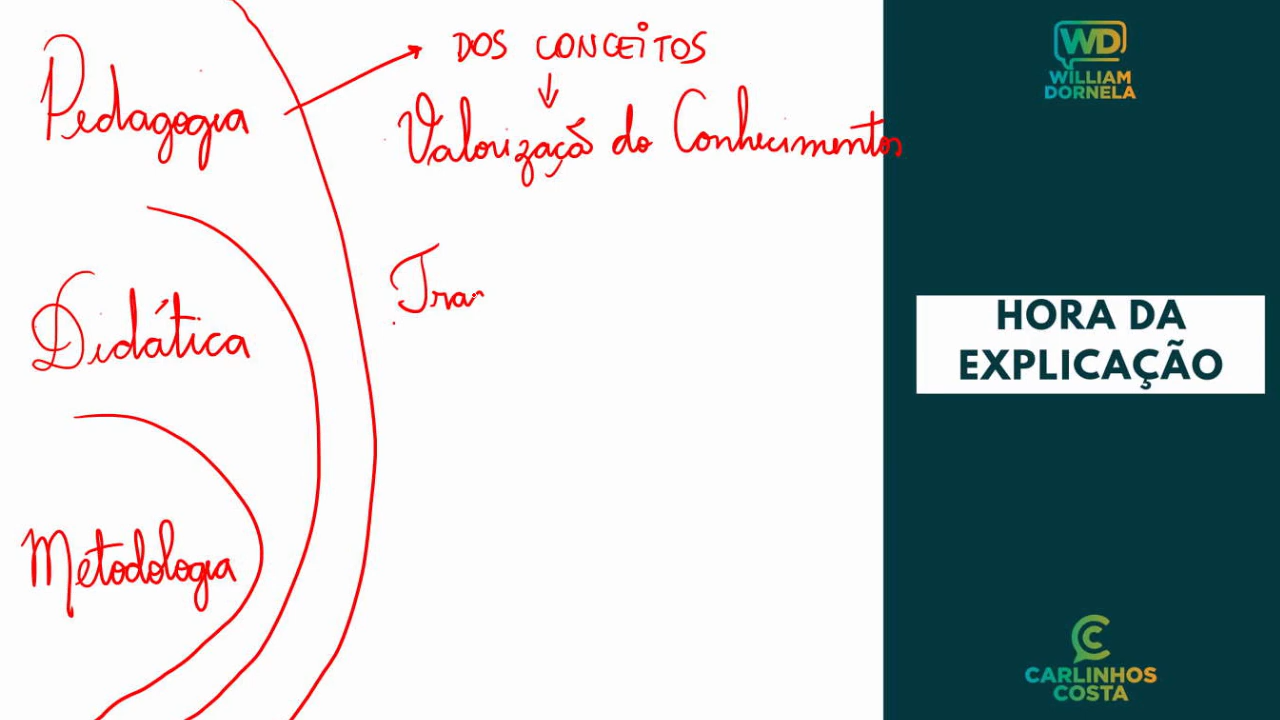 Pedagogia
DOS CONCEITOS
Valorização do Conhecimentos
Didática
Tran
Metodologia
WD
WILLIAM
DORNELA
HORA DA
EXPLICAÇÃO
CARLINHOS
COSTA